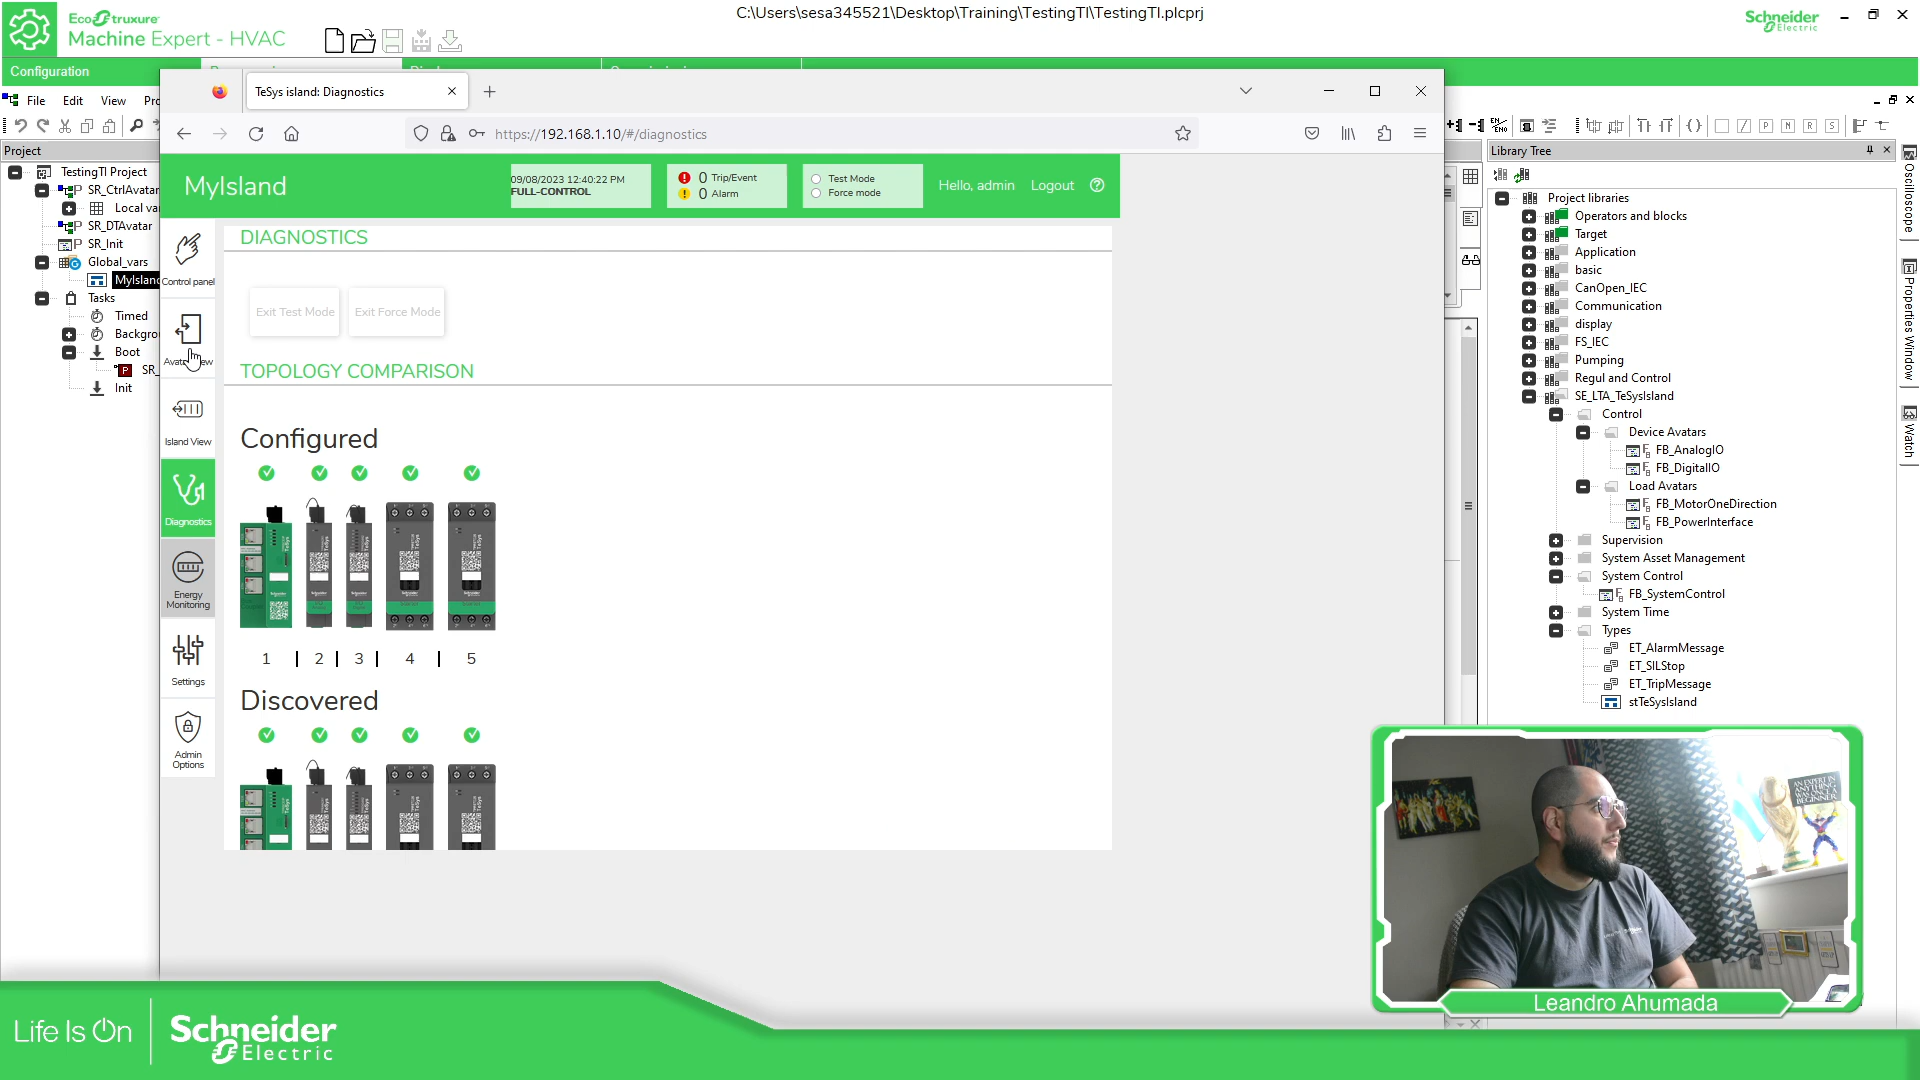 EcoStruxure
Machine Expert - HVAC
C:\Users\sesa345521\Desktop\Training\TestingTI\TestingTI.plcprj
Schneider
Electric
Configuration
File Edit View
TeSys island: Diagnostics
https://192.168.1.10/#/diagnostics
Project
TestingTI Project
SR_CtrlAvatar
Local va
SR_DTAvatar
SR_Init
Global_vars
MyIsland
Tasks
Timed
Backgro
Boot
SR_
Init
MyIsland
09/08/2023 12:40:22 PM
FULL-CONTROL
0 Trip/Event
0 Alarm
Test Mode
Force mode
Hello, admin
Logout
Control panel
Island View
Diagnostics
Energy
Monitoring
Settings
Admin
Options
DIAGNOSTICS
Exit Test Mode
Exit Force Mode
TOPOLOGY COMPARISON
Configured
1 | 2 | 3 | 4 | 5
Discovered
Library Tree
Project libraries
Operators and blocks
Target
Application
basic
CanOpen_IEC
Communication
display
FS_IEC
Pumping
Regul and Control
SE_LTA_TeSysIsland
Control
Device Avatars
FB_AnalogIO
FB_DigitalIO
Load Avatars
FB_MotorOneDirection
FB_PowerInterface
Supervision
System Asset Management
System Control
FB_SystemControl
System Time
Types
ET_AlarmMessage
ET_SILStop
ET_TripMessage
stTeSysIsland
Oscilloscope
Properties Window
Watch
AN EXPERT IN
ANYTHING
WAS ONCE A
BEGINNER
Leandro Ahumada
Life Is On
Schneider
Electric